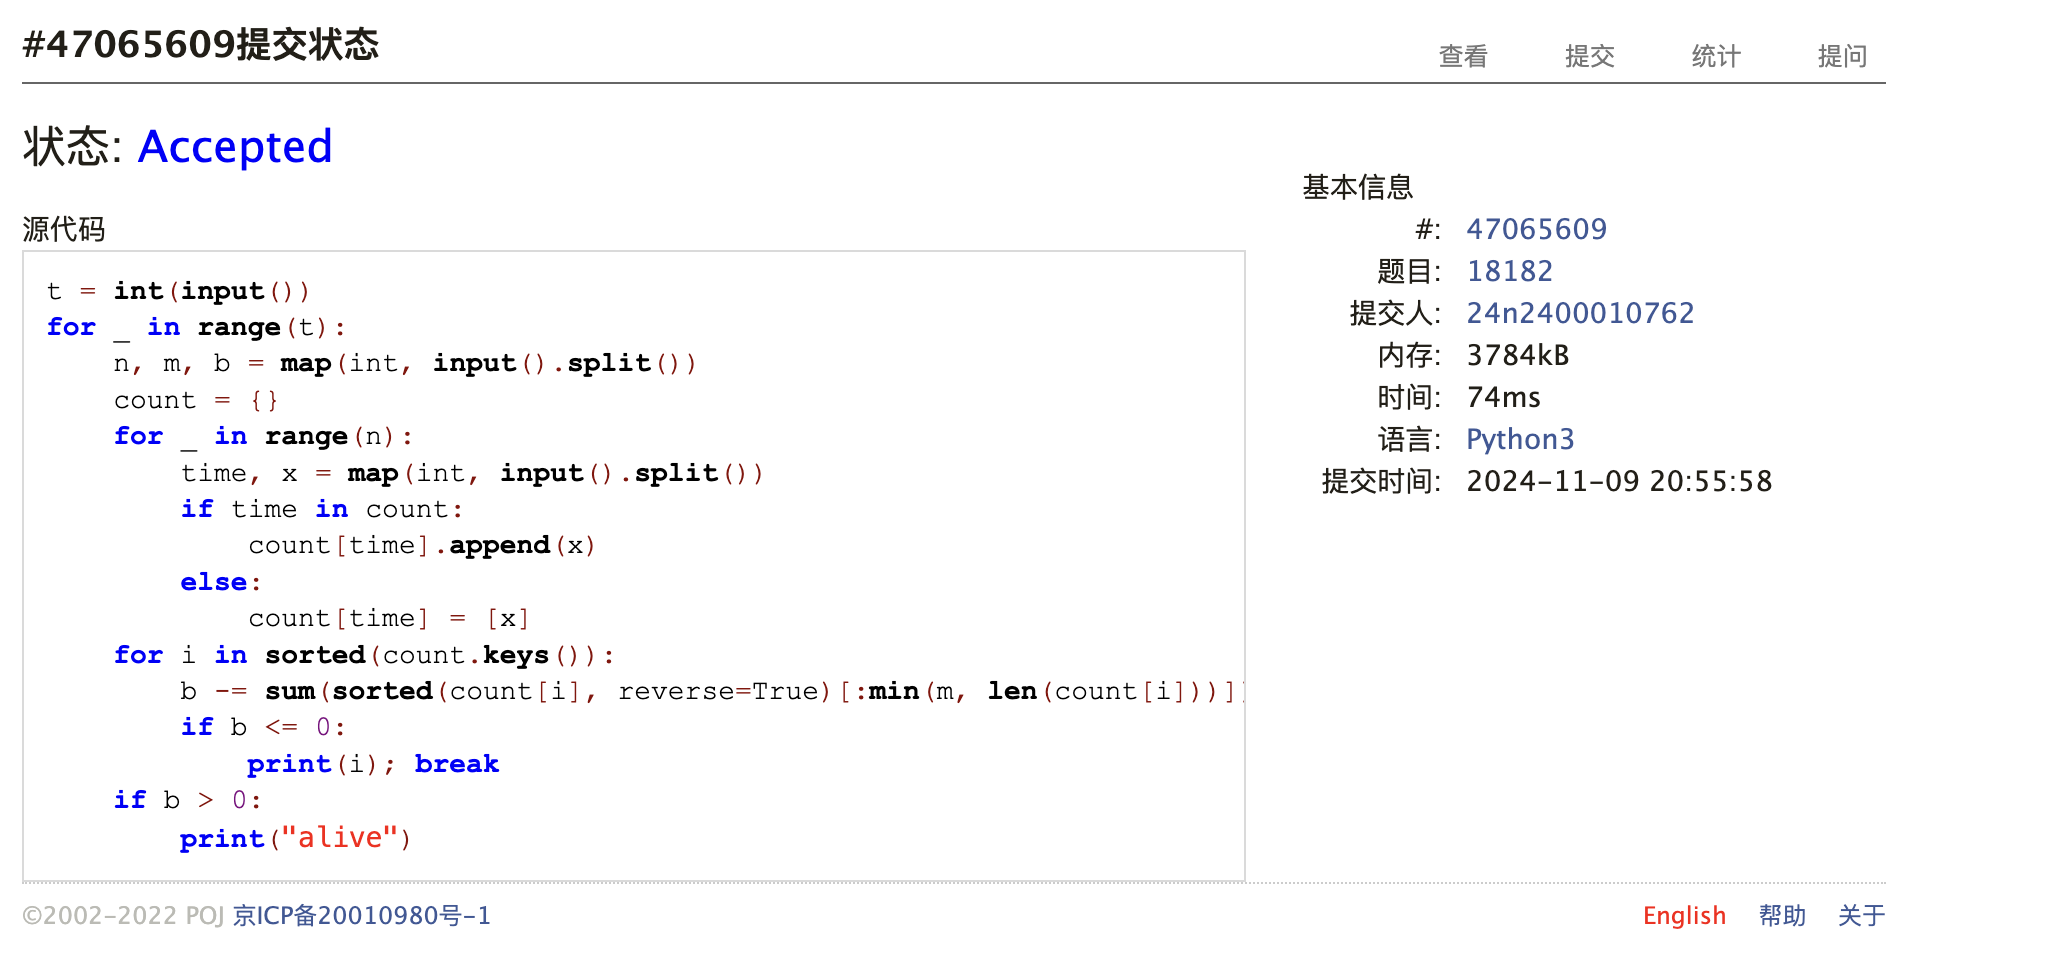 #47065609提交状态
查看 提交 统计 提问
状态: Accepted
源代码
t = int(input())
for _ in range(t):
    n, m, b = map(int, input().split())
    count = {}
    for _ in range(n):
        time, x = map(int, input().split())
        if time in count:
            count[time].append(x)
        else:
            count[time] = [x]
    for i in sorted(count.keys()):
        b -= sum(sorted(count[i], reverse=True)[:min(m, len(count[i]))]
        if b <= 0:
            print(i); break
    if b > 0:
        print("alive")
基本信息
#: 47065609
题目: 18182
提交人: 24n2400010762
内存: 3784kB
时间: 74ms
语言: Python3
提交时间: 2024-11-09 20:55:58
©2002-2022 POJ 京ICP备20010980号-1
English 帮助 关于